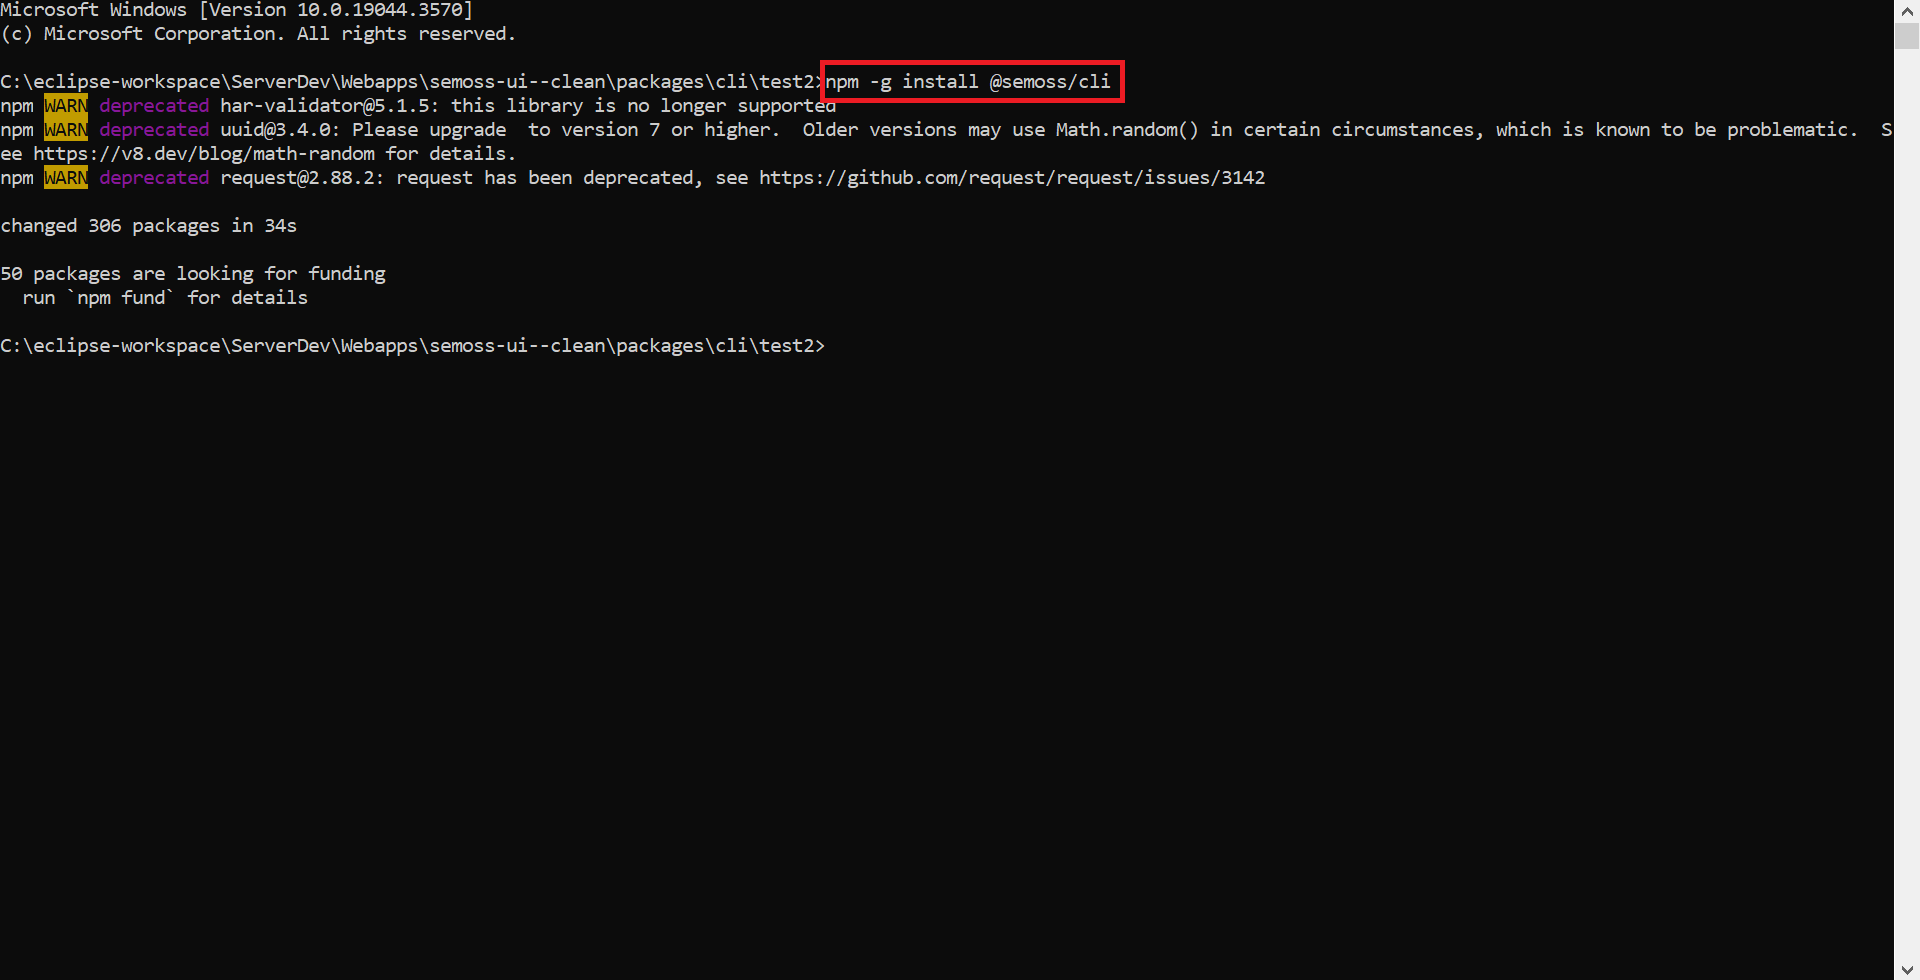 Microsoft Windows [Version 10.0.19044.3570]
(c) Microsoft Corporation. All rights reserved.
C:\eclipse-workspace\ServerDev\Webapps\semoss-ui--clean\packages\cli\test2>npm -g install @semoss/cli
npm WARN deprecated har-validator@5.1.5: this library is no longer supported
npm WARN deprecated uuid@3.4.0: Please upgrade  to version 7 or higher.  Older versions may use Math.random() in certain circumstances, which is known to be problematic.  S
ee https://v8.dev/blog/math-random for details.
npm WARN deprecated request@2.88.2: request has been deprecated, see https://github.com/request/request/issues/3142
changed 306 packages in 34s
50 packages are looking for funding
  run `npm fund` for details
C:\eclipse-workspace\ServerDev\Webapps\semoss-ui--clean\packages\cli\test2>